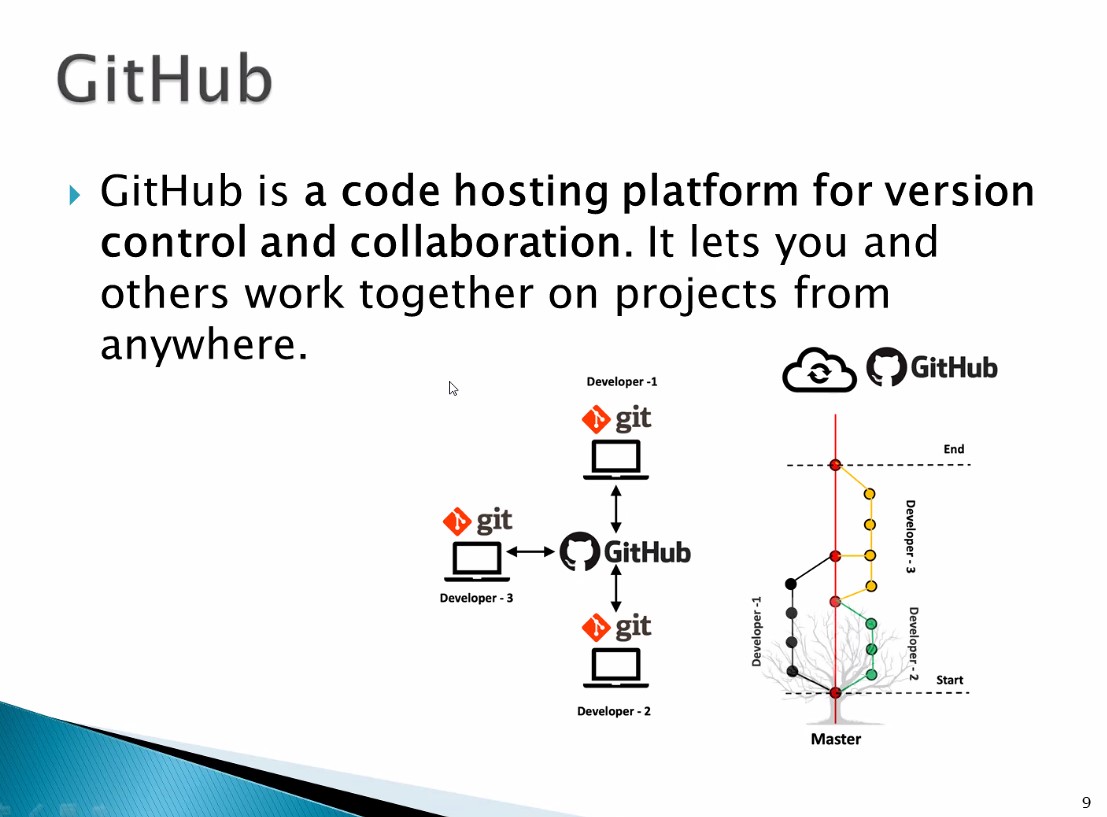 GitHub
GitHub is a code hosting platform for version
control and collaboration. It lets you and
others work together on projects from
anywhere.
Developer -1
git
git
GitHub
Developer - 3
git
Developer - 2
GitHub
End
Developer - 3
Developer -1
Developer - 2
Start
Master
9